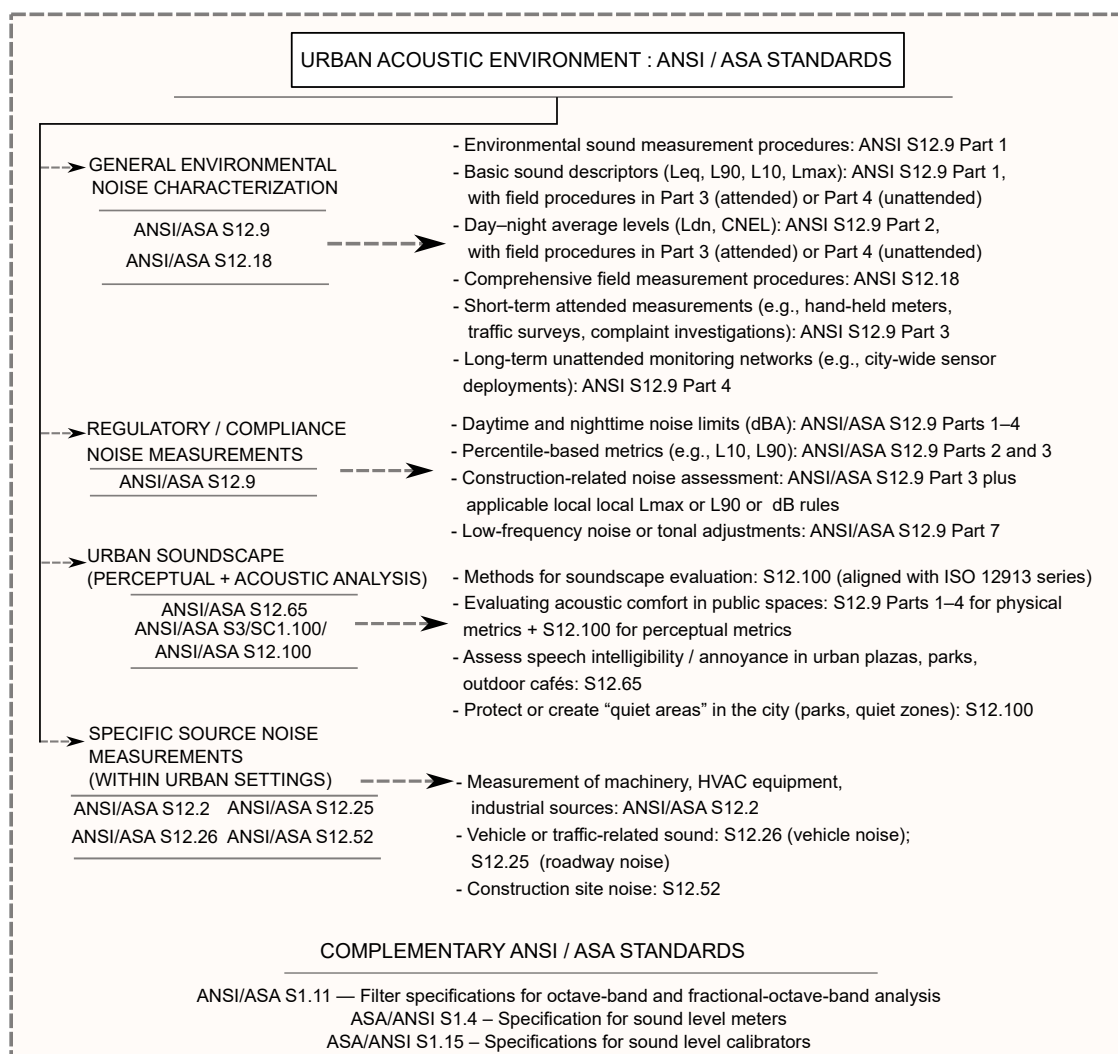 URBAN ACOUSTIC ENVIRONMENT : ANSI / ASA STANDARDS
GENERAL ENVIRONMENTAL
NOISE CHARACTERIZATION
ANSI/ASA S12.9
ANSI/ASA S12.18
- Environmental sound measurement procedures: ANSI S12.9 Part 1
- Basic sound descriptors (Leq, L90, L10, Lmax): ANSI S12.9 Part 1,
with field procedures in Part 3 (attended) or Part 4 (unattended)
- Day–night average levels (Ldn, CNEL): ANSI S12.9 Part 2,
with field procedures in Part 3 (attended) or Part 4 (unattended)
- Comprehensive field measurement procedures: ANSI S12.18
- Short-term attended measurements (e.g., hand-held meters,
traffic surveys, complaint investigations): ANSI S12.9 Part 3
- Long-term unattended monitoring networks (e.g., city-wide sensor
deployments): ANSI S12.9 Part 4
REGULATORY / COMPLIANCE
NOISE MEASUREMENTS
ANSI/ASA S12.9
- Daytime and nighttime noise limits (dBA): ANSI/ASA S12.9 Parts 1–4
- Percentile-based metrics (e.g., L10, L90): ANSI/ASA S12.9 Parts 2 and 3
- Construction-related noise assessment: ANSI/ASA S12.9 Part 3 plus
applicable local local Lmax or L90 or dB rules
- Low-frequency noise or tonal adjustments: ANSI/ASA S12.9 Part 7
URBAN SOUNDSCAPE
(PERCEPTUAL + ACOUSTIC ANALYSIS)
ANSI/ASA S12.65
ANSI/ASA S3/SC1.100/
ANSI/ASA S12.100
- Methods for soundscape evaluation: S12.100 (aligned with ISO 12913 series)
- Evaluating acoustic comfort in public spaces: S12.9 Parts 1–4 for physical
metrics + S12.100 for perceptual metrics
- Assess speech intelligibility / annoyance in urban plazas, parks,
outdoor cafés: S12.65
- Protect or create “quiet areas” in the city (parks, quiet zones): S12.100
SPECIFIC SOURCE NOISE
MEASUREMENTS
(WITHIN URBAN SETTINGS)
ANSI/ASA S12.2 ANSI/ASA S12.25
ANSI/ASA S12.26 ANSI/ASA S12.52
- Measurement of machinery, HVAC equipment,
industrial sources: ANSI/ASA S12.2
- Vehicle or traffic-related sound: S12.26 (vehicle noise);
S12.25 (roadway noise)
- Construction site noise: S12.52
COMPLEMENTARY ANSI / ASA STANDARDS
ANSI/ASA S1.11 — Filter specifications for octave-band and fractional-octave-band analysis
ASA/ANSI S1.4 – Specification for sound level meters
ASA/ANSI S1.15 – Specifications for sound level calibrators